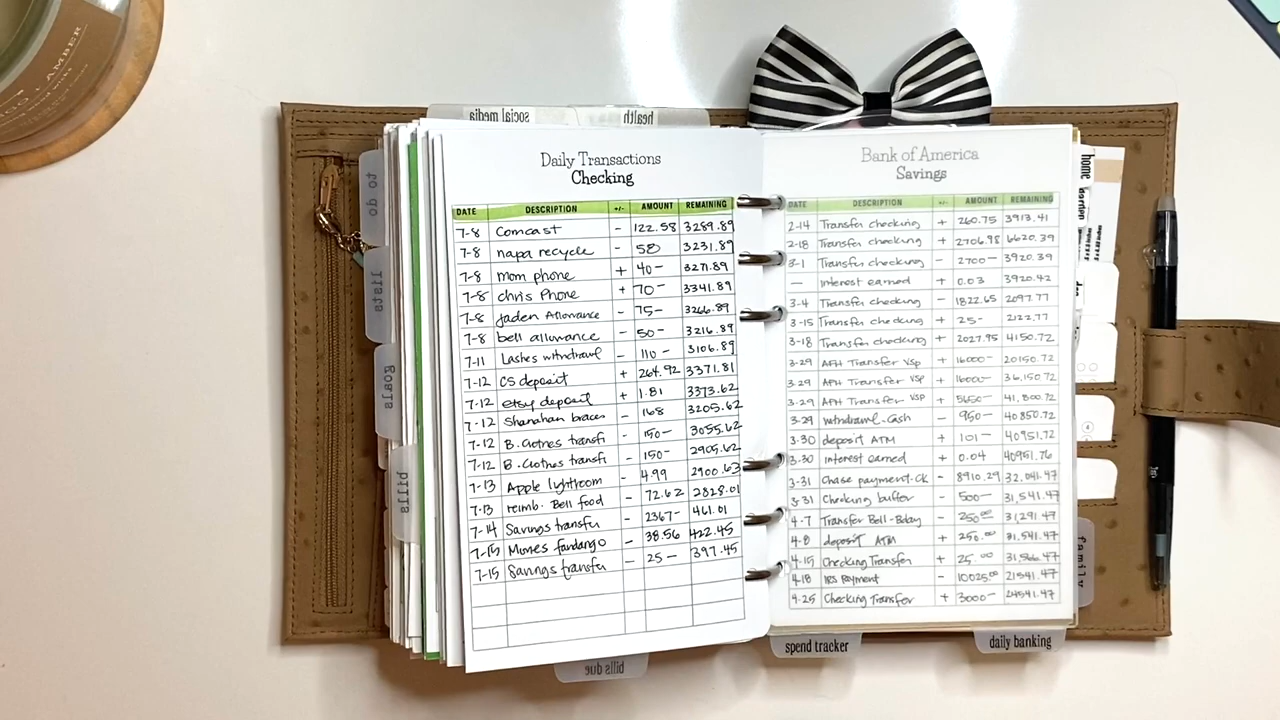 AMBER
social media
health
to do
lists
goals
bills
Daily Transactions
Checking
DATE DESCRIPTION +/- AMOUNT REMAINING
7-8 Comcast - 122.58 3289.89
7-8 napa recycle - 58 3231.89
7-8 mom phone + 40- 3271.89
7-8 chris Phone + 70- 3341.89
7-8 Jaden Allowance - 75- 3266.89
7-8 bell allowance - 50- 3216.89
7-11 Lashes withdrawl - 110- 3106.89
7-12 CS deposit + 264.92 3371.81
7-12 etsy deposit + 1.81 3373.62
7-12 Shanahan braces - 168 3205.62
7-12 B. Clothes transfi - 150- 3055.62
7-12 B. Clothes transfi - 150- 2905.62
7-13 Apple lightroom - 4.99 2900.63
7-13 reimb. Bell food - 72.62 2828.01
7-14 Savings transfer - 2367- 461.01
7-15 Movies fandango - 38.56 422.45
7-15 Savings transfer - 25- 397.45
bills due
Bank of America
Savings
DATE DESCRIPTION +/- AMOUNT REMAINING
2-14 Transfer checking + 260.75 3913.41
2-18 Transfer checking + 2706.98 6620.39
3-1 Transfer checking - 2700- 3920.39
— Interest earned + 0.03 3920.42
3-4 Transfer checking - 1822.65 2097.77
3-15 Transfer checking + 25- 2122.77
3-18 Transfer checking + 2027.95 4150.72
3-29 AFH Transfer VSP + 16000- 20150.72
3-29 AFH Transfer VSP + 16000- 36,150.72
3-29 AFH Transfer VSP + 5650- 41,800.72
3-29 withdrawl-Cash - 950- 40850.72
3-30 deposit ATM + 101- 40951.72
3-30 interest earned + 0.04 40951.76
3-31 Chase payment-CK - 8910.29 32,041.47
3-31 Checking buffer - 500- 31,541.47
4-7 Transfer Bell-Bday - 250.00 31,291.47
4-8 deposit ATM + 250.00 31,541.47
4-15 Checking Transfer + 25.00 31,566.47
4-18 IRS Payment - 10025.00 21541.47
4-25 Checking Transfer + 3000- 24541.47
home
family
spend tracker
daily banking